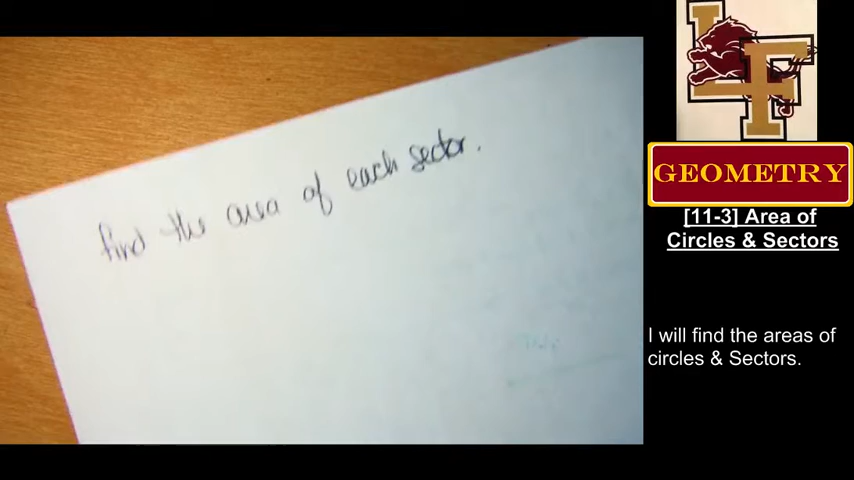 find the area of each sector.
LF
GEOMETRY
[11-3] Area of
Circles & Sectors
I will find the areas of
circles & Sectors.